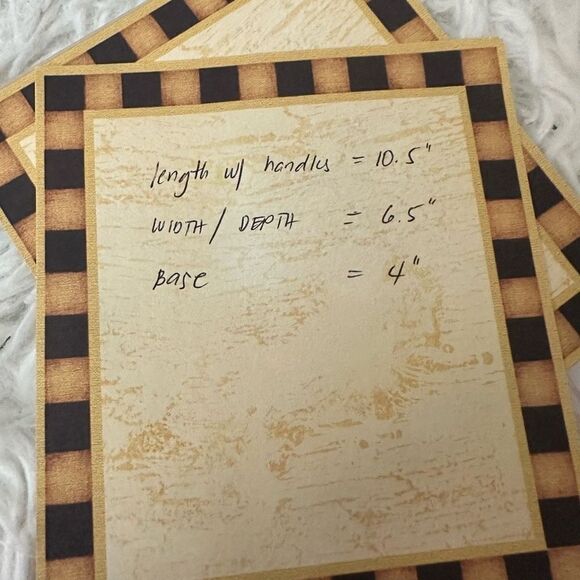 length w/ handles = 10.5"
WIDTH / DEPTH = 6.5"
Base = 4"